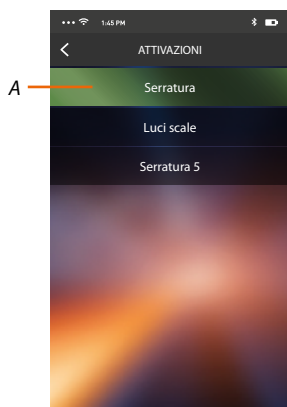 1:45 PM
ATTIVAZIONI
A
Serratura
Luci scale
Serratura 5